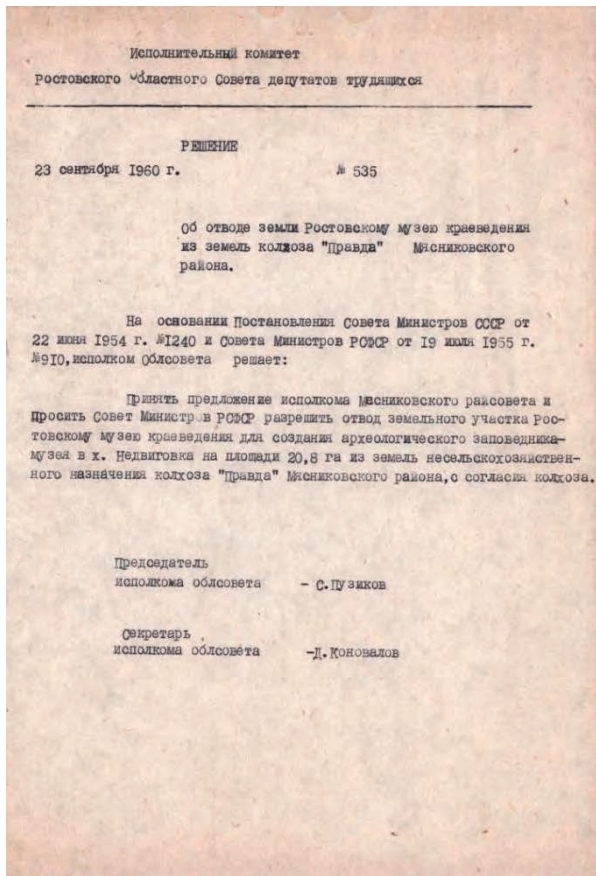 Исполнительный комитет
Ростовского областного Совета депутатов трудящихся
РЕШЕНИЕ
23 сентября 1960 г. № 535
Об отводе земли Ростовскому музею краеведения
из земель колхоза "Правда" Мясниковского
района.
На основании Постановления Совета Министров СССР от
22 июня 1954 г. №1240 и Совета Министров РСФСР от 19 июля 1955 г.
№910, исполком Облсовета решает:
Принять предложение исполкома Мясниковского райсовета и
Просить Совет Министров РСФСР разрешить отвод земельного участка Рос-
товскому музею краеведения для создания археологического заповедника-
музея в х. Недвиговка на площади 20,8 га из земель несельскохозяйствен-
ного назначения колхоза "Правда" Мясниковского района, с согласия колхоза.
Председатель
исполкома облсовета - С.Пузиков
Секретарь
исполкома облсовета -Д.Коновалов